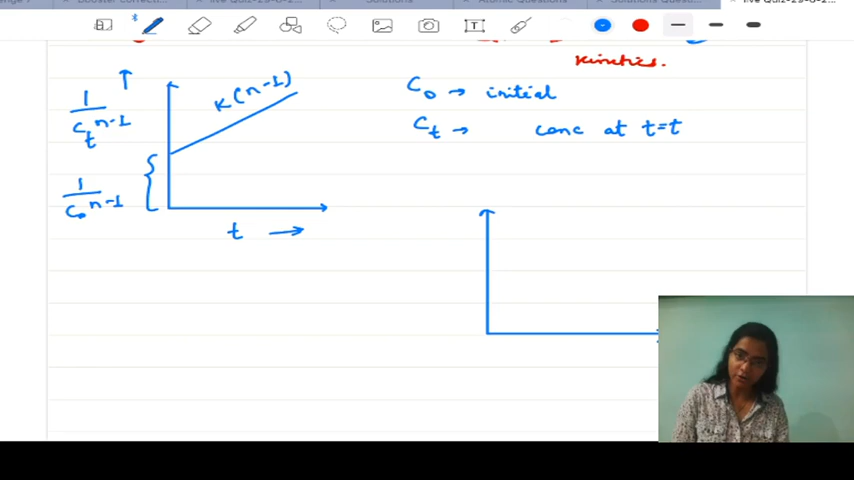 Kinetics.
1/C_t^n-1 ↑
K(n-1)
C_0 → initial
C_t → conc at t=t
1/C_0^n-1
t →